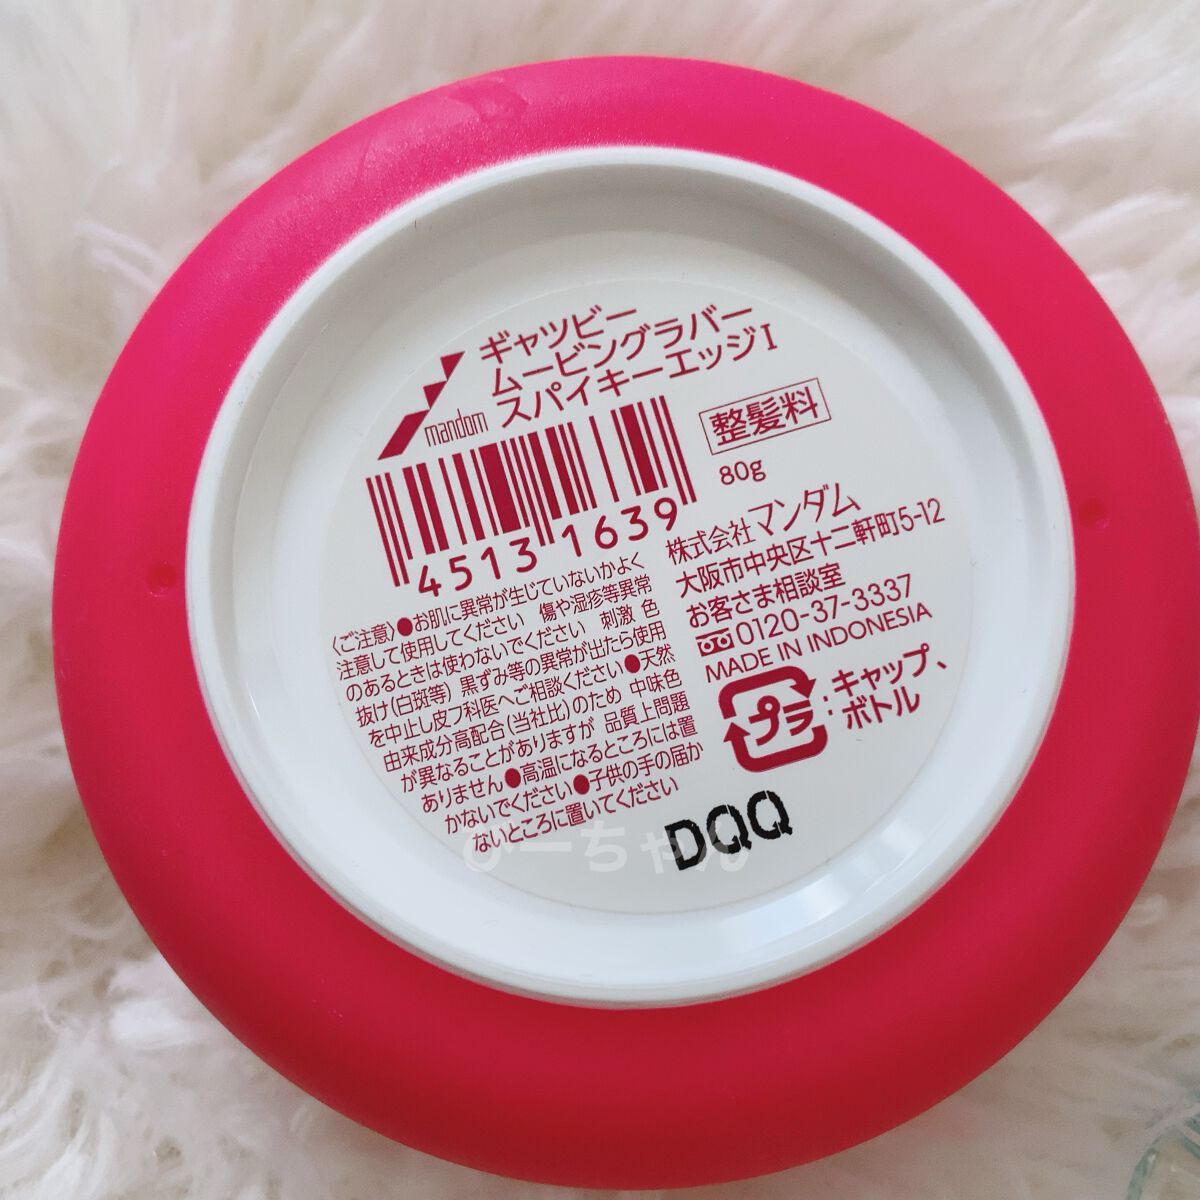 ギャツビー
ムービングラバー
スパイキーエッジI
mandom
整髪料
80g
4513 1639
株式会社マンダム
大阪市中央区十二軒町5-12
お客さま相談室
0120-37-3337
MADE IN INDONESIA
プラ
:キャップ、
ボトル
〈ご注意〉●お肌に異常が生じていないかよく
注意して使用してください 傷や湿疹等異常
のあるときは使わないでください 刺激 色
抜け(白斑等) 黒ずみ等の異常が出たら使用
を中止し皮フ科医へご相談ください●天然
由来成分高配合(当社比)のため 中味色
が異なることがありますが 品質上問題
ありません●高温になるところには置
かないでください●子供の手の届か
ないところに置いてください
DQQ
ぴーちゃん